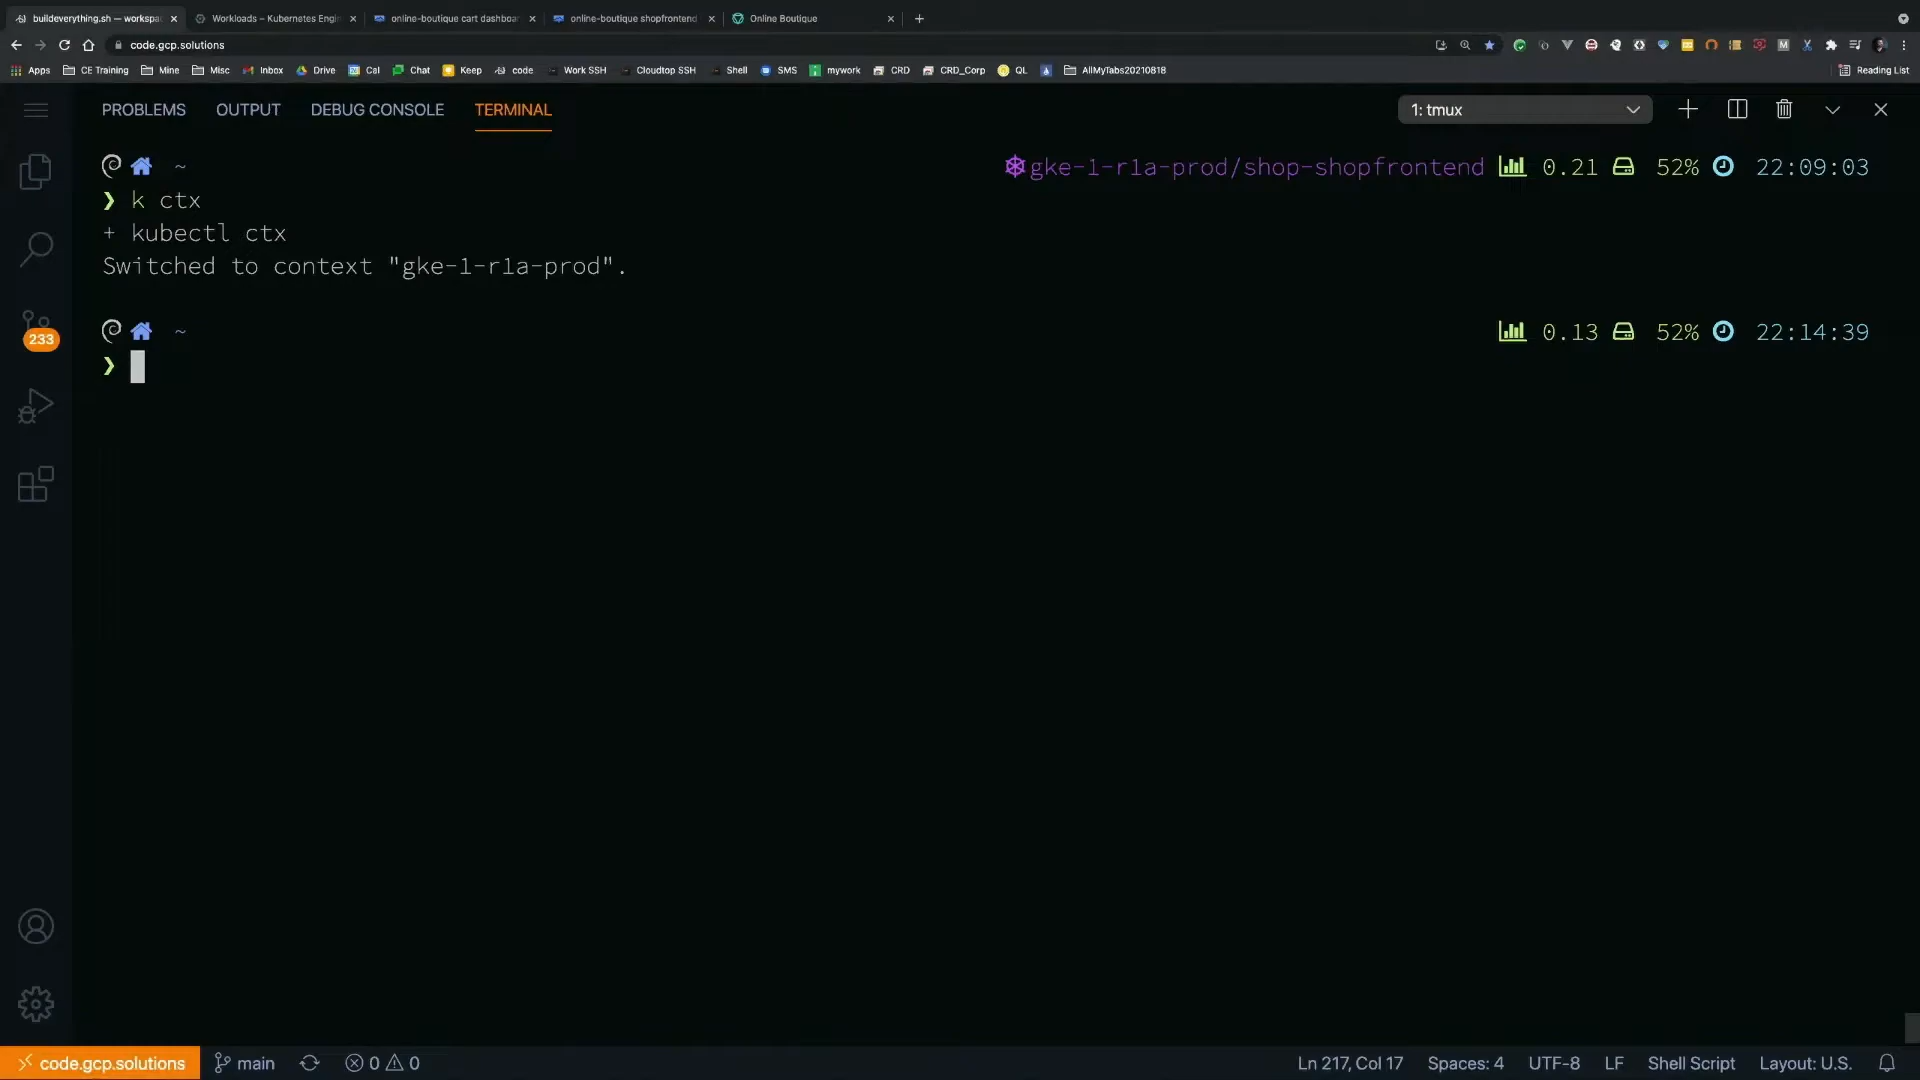 buildeverything.sh — workspa
Workloads – Kubernetes Engin
online-boutique cart dashboar
online-boutique shopfrontend
Online Boutique
code.gcp.solutions
Apps CE Training Mine Misc Inbox Drive Cal Chat Keep code Work SSH Cloudtop SSH Shell SMS mywork CRD CRD_Corp QL AllMyTabs20210818 Reading List
PROBLEMS OUTPUT DEBUG CONSOLE TERMINAL 1: tmux
~ gke-1-r1a-prod/shop-shopfrontend 0.21 52% 22:09:03
❯ k ctx
+ kubectl ctx
Switched to context "gke-1-r1a-prod".
~ 0.13 52% 22:14:39
❯
233
code.gcp.solutions main 0 0 Ln 217, Col 17 Spaces: 4 UTF-8 LF Shell Script Layout: U.S.